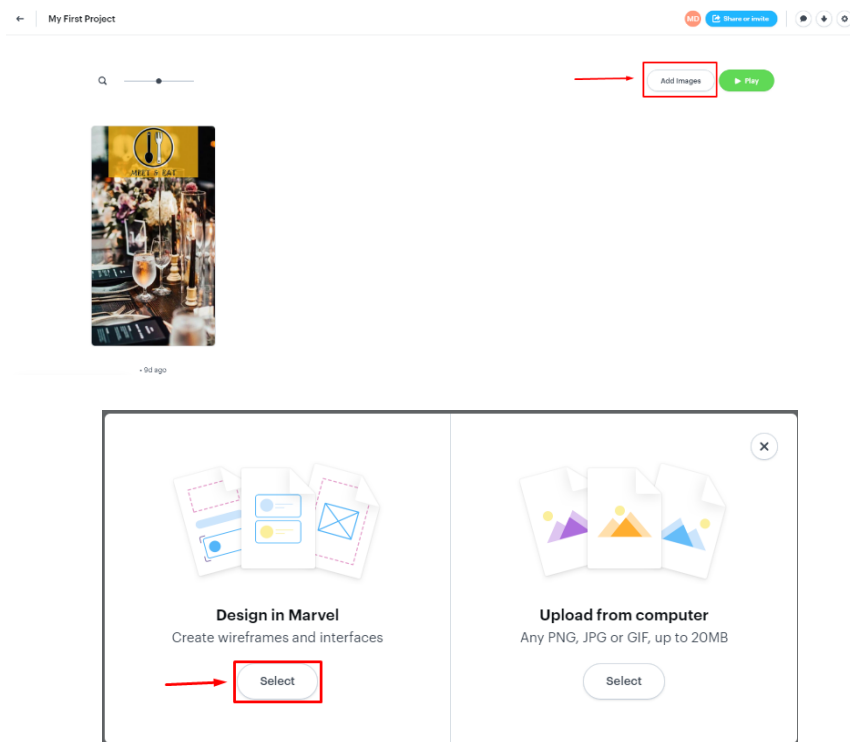 My First Project
MD
Share or invite
Add Images
Play
MEET & EAT
• 9d ago
Design in Marvel
Create wireframes and interfaces
Select
Upload from computer
Any PNG, JPG or GIF, up to 20MB
Select